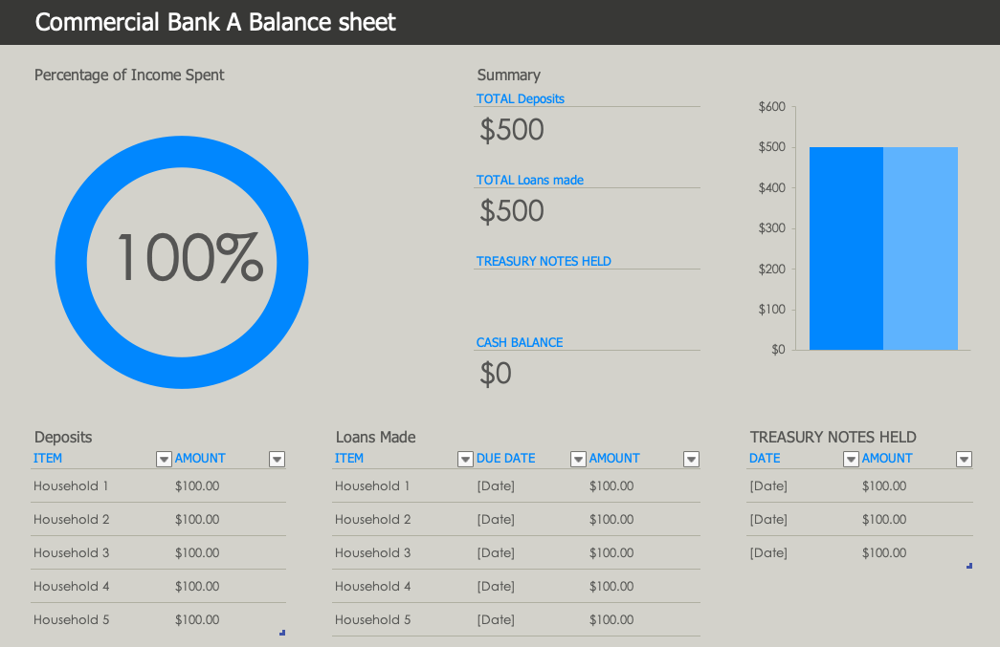 Commercial Bank A Balance sheet
Percentage of Income Spent
100%
Summary
TOTAL Deposits
$500
TOTAL Loans made
$500
TREASURY NOTES HELD
CASH BALANCE
$0
$600
$500
$400
$300
$200
$100
$0
Deposits
ITEM AMOUNT
Household 1 $100.00
Household 2 $100.00
Household 3 $100.00
Household 4 $100.00
Household 5 $100.00
Loans Made
ITEM DUE DATE AMOUNT
Household 1 [Date] $100.00
Household 2 [Date] $100.00
Household 3 [Date] $100.00
Household 4 [Date] $100.00
Household 5 [Date] $100.00
TREASURY NOTES HELD
DATE AMOUNT
[Date] $100.00
[Date] $100.00
[Date] $100.00